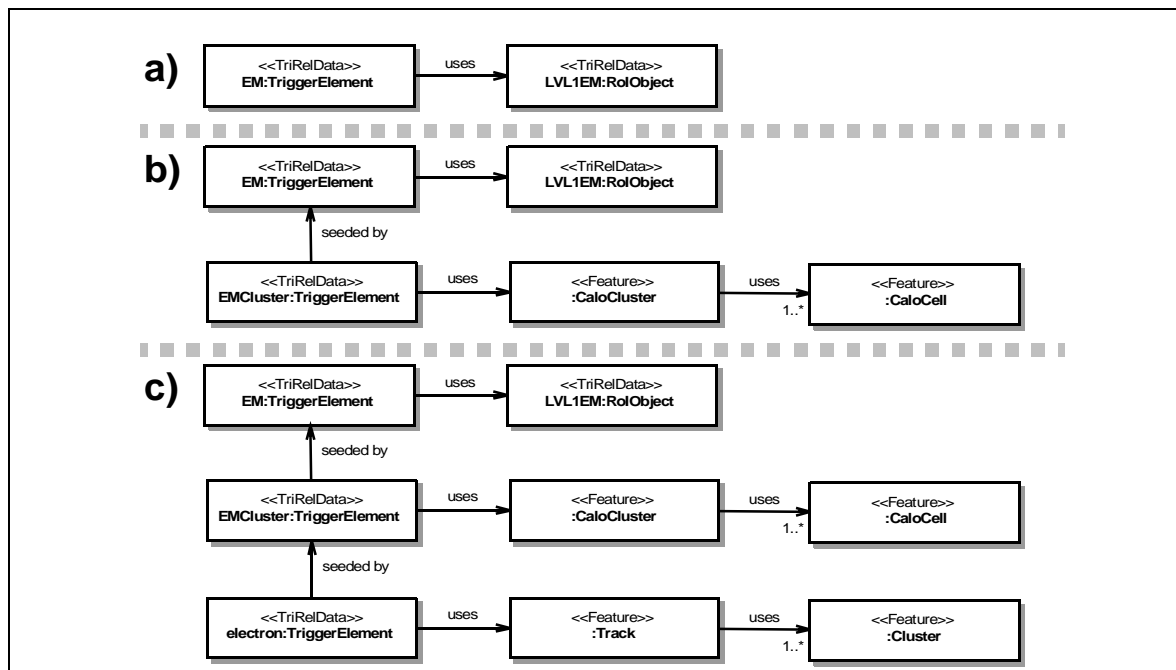 a)
<<TriRelData>>
EM:TriggerElement
uses
<<TriRelData>>
LVL1EM:RoIObject
b)
<<TriRelData>>
EM:TriggerElement
uses
<<TriRelData>>
LVL1EM:RoIObject
seeded by
<<TriRelData>>
EMCluster:TriggerElement
uses
<<Feature>>
:CaloCluster
uses
1..*
<<Feature>>
:CaloCell
c)
<<TriRelData>>
EM:TriggerElement
uses
<<TriRelData>>
LVL1EM:RoIObject
seeded by
<<TriRelData>>
EMCluster:TriggerElement
uses
<<Feature>>
:CaloCluster
uses
1..*
<<Feature>>
:CaloCell
seeded by
<<TriRelData>>
electron:TriggerElement
uses
<<Feature>>
:Track
uses
1..*
<<Feature>>
:Cluster